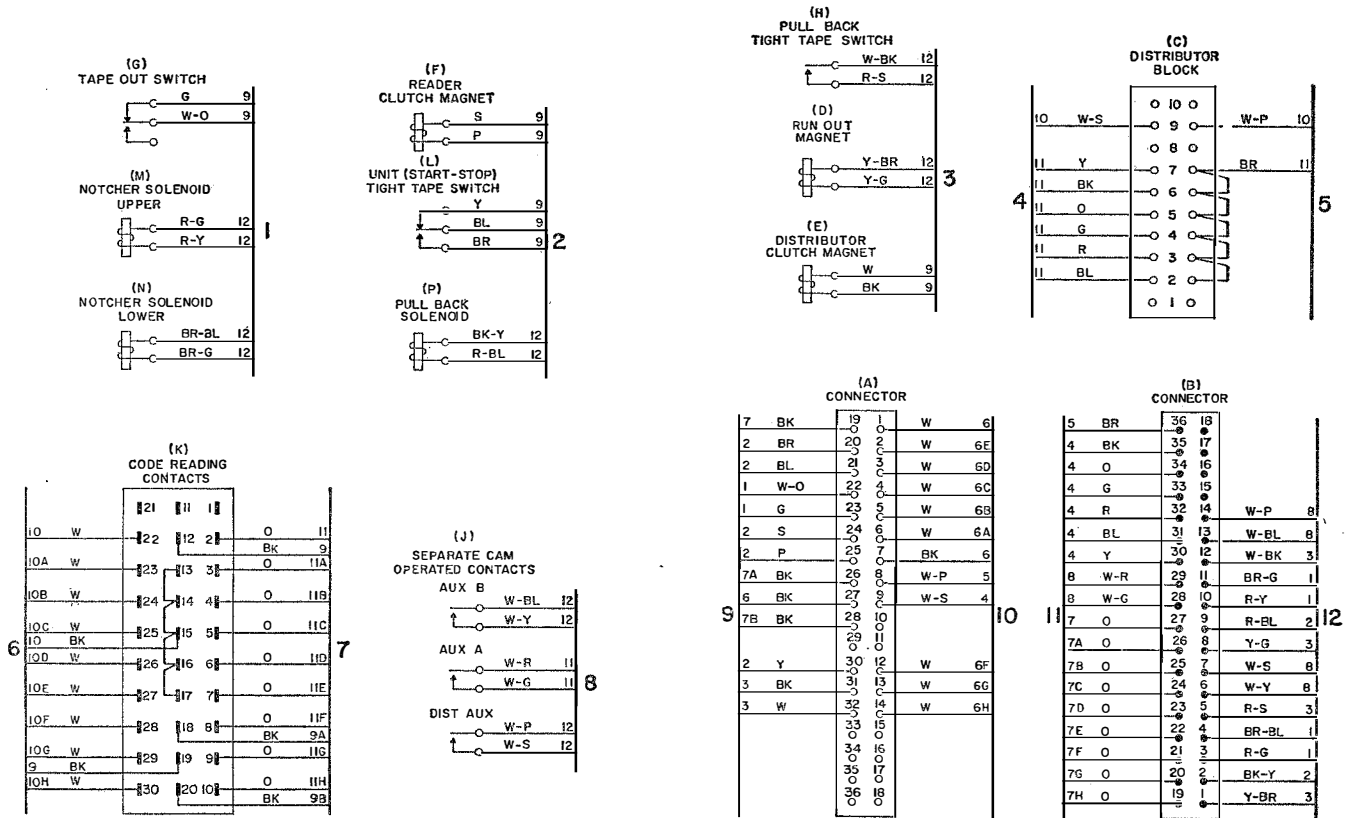 (G)
TAPE OUT SWITCH
G 9
W-O 9
(M)
NOTCHER SOLENOID
UPPER
R-G 12
R-Y 12
1
(N)
NOTCHER SOLENOID
LOWER
BR-BL 12
BR-G 12
(F)
READER
CLUTCH MAGNET
S 9
P 9
(L)
UNIT (START-STOP)
TIGHT TAPE SWITCH
Y 9
BL 9
BR 9
2
(P)
PULL BACK
SOLENOID
BK-Y 12
R-BL 12
(H)
PULL BACK
TIGHT TAPE SWITCH
W-BK 12
R-S 12
(D)
RUN OUT
MAGNET
Y-BR 12
Y-G 12
3
(E)
DISTRIBUTOR
CLUTCH MAGNET
W 9
BK 9
(C)
DISTRIBUTOR
BLOCK
10
10 W-S 9 W-P 10
8
11 Y 7 BR 11
11 BK 6
4 5
11 O 5
11 G 4
11 R 3
11 BL 2
1
(K)
CODE READING
CONTACTS
21 11 1
10 W 22 12 2 O 11
BK 9
10A W 23 13 3 O 11A
10B W 24 14 4 O 11B
10C W 25 15 5 O 11C
10 BK
6 7
10D W 26 16 6 O 11D
10E W 27 17 7 O 11E
10F W 28 18 8 O 11F
BK 9A
10G W 29 19 9 O 11G
9 BK
10H W 30 20 10 O 11H
BK 9B
(J)
SEPARATE CAM
OPERATED CONTACTS
AUX B
W-BL 12
W-Y 12
AUX A
W-R 11
W-G 11
8
DIST AUX
W-P 12
W-S 12
(A)
CONNECTOR
7 BK 19 1 W 6
2 BR 20 2 W 6E
2 BL 21 3 W 6D
1 W-O 22 4 W 6C
1 G 23 5 W 6B
2 S 24 6 W 6A
2 P 25 7 BK 6
7A BK 26 8 W-P 5
6 BK 27 9 W-S 4
9 10
7B BK 28 10
29 11
2 Y 30 12 W 6F
3 BK 31 13 W 6G
3 W 32 14 W 6H
33 15
34 16
35 17
36 18
(B)
CONNECTOR
5 BR 36 18
4 BK 35 17
4 O 34 16
4 G 33 15
4 R 32 14 W-P 8
4 BL 31 13 W-BL 8
4 Y 30 12 W-BK 3
8 W-R 29 11 BR-G 1
8 W-G 28 10 R-Y 1
11 12
7 O 27 9 R-BL 2
7A O 26 8 Y-G 3
7B O 25 7 W-S 8
7C O 24 6 W-Y 8
7D O 23 5 R-S 3
7E O 22 4 BR-BL 1
7F O 21 3 R-G 1
7G O 20 2 BK-Y 2
7H O 19 1 Y-BR 3